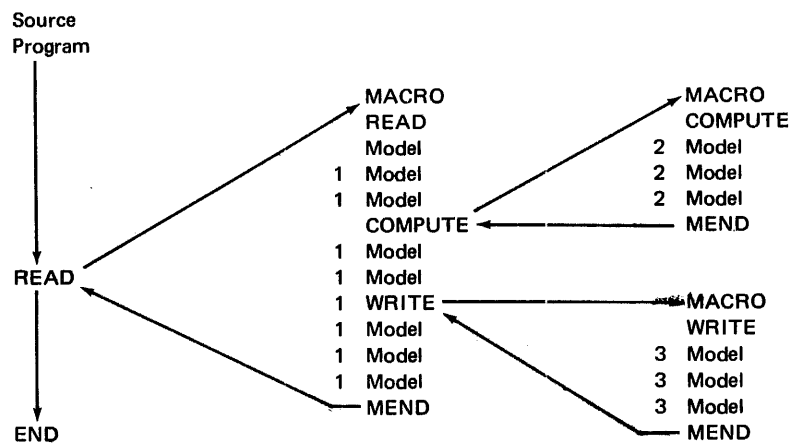 Source
Program
READ
END
MACRO
READ
Model
1 Model
1 Model
COMPUTE
1 Model
1 Model
1 WRITE
1 Model
1 Model
1 Model
MEND
MACRO
COMPUTE
2 Model
2 Model
2 Model
MEND
MACRO
WRITE
3 Model
3 Model
3 Model
MEND